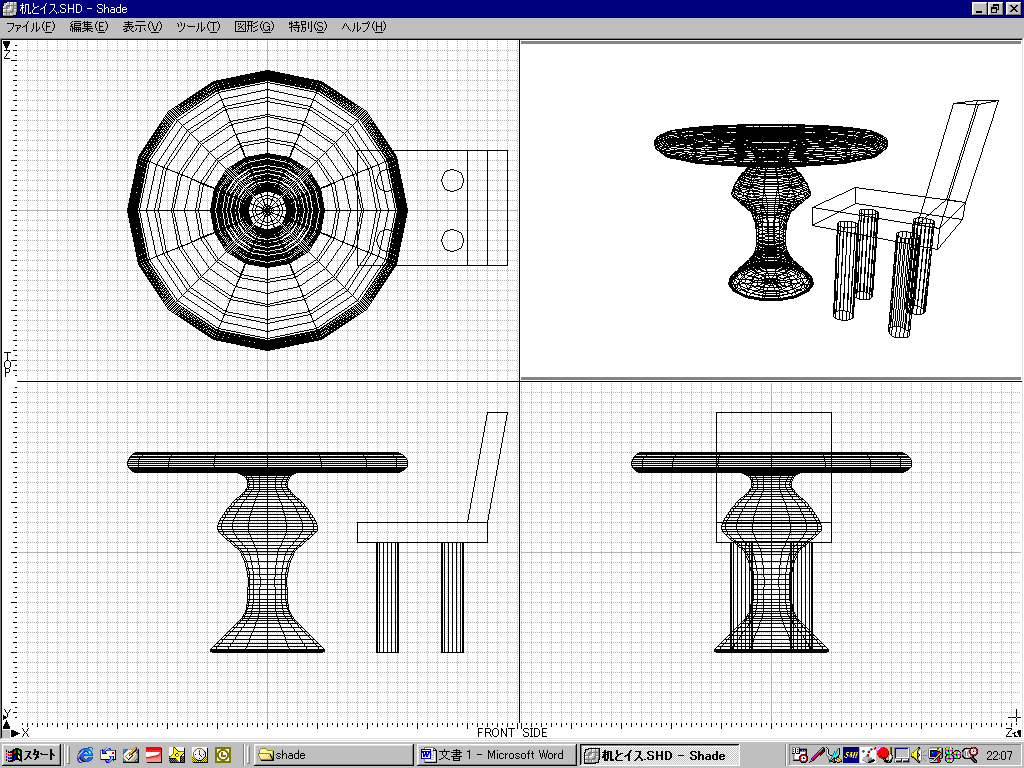 机とイス.SHD - Shade
ファイル(F) 編集(E) 表示(V) ツール(T) 図形(G) 特別(S) ヘルプ(H)
Z
TOP
Y
X
FRONT SIDE
Z
スタート
shade
文書 1 - Microsoft Word
机とイス.SHD - Shade
22:07